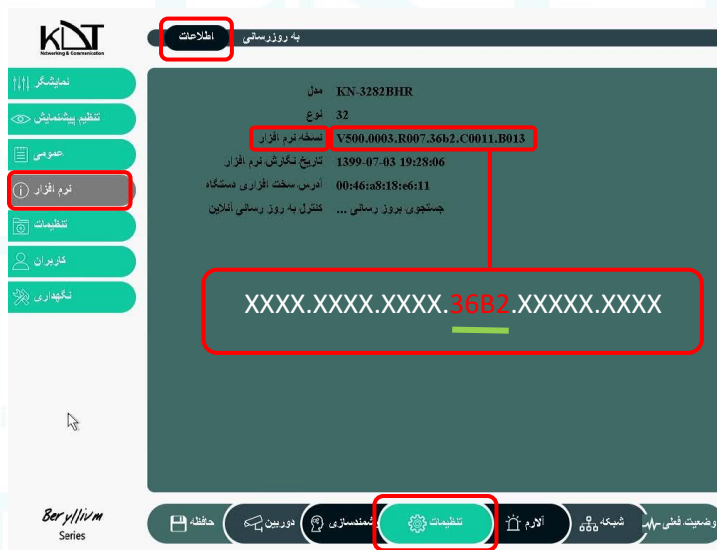 KDT
Networking & Communication
اطلاعات
به روزرسانی
نمایشگر
تنظیم پیشنمایش
عمومی
نرم افزار
تنظیمات
کاربران
نگهداری
مدل KN-3282BHR
نوع 32
نسخه نرم افزار V500.0003.R007.36b2.C0011.B013
تاریخ نگارش نرم افزار 1399-07-03 19:28:06
آدرس سخت افزاری دستگاه 00:46:a8:18:e6:11
کنترل به روز رسانی آنلاین جستجوی بروز رسانی ...
XXXX.XXXX.XXXX.36B2.XXXXX.XXXX
Beryllivm
Series
وضعیت فعلی
شبکه
آلارم
تنظیمات
دوربین
حافظه